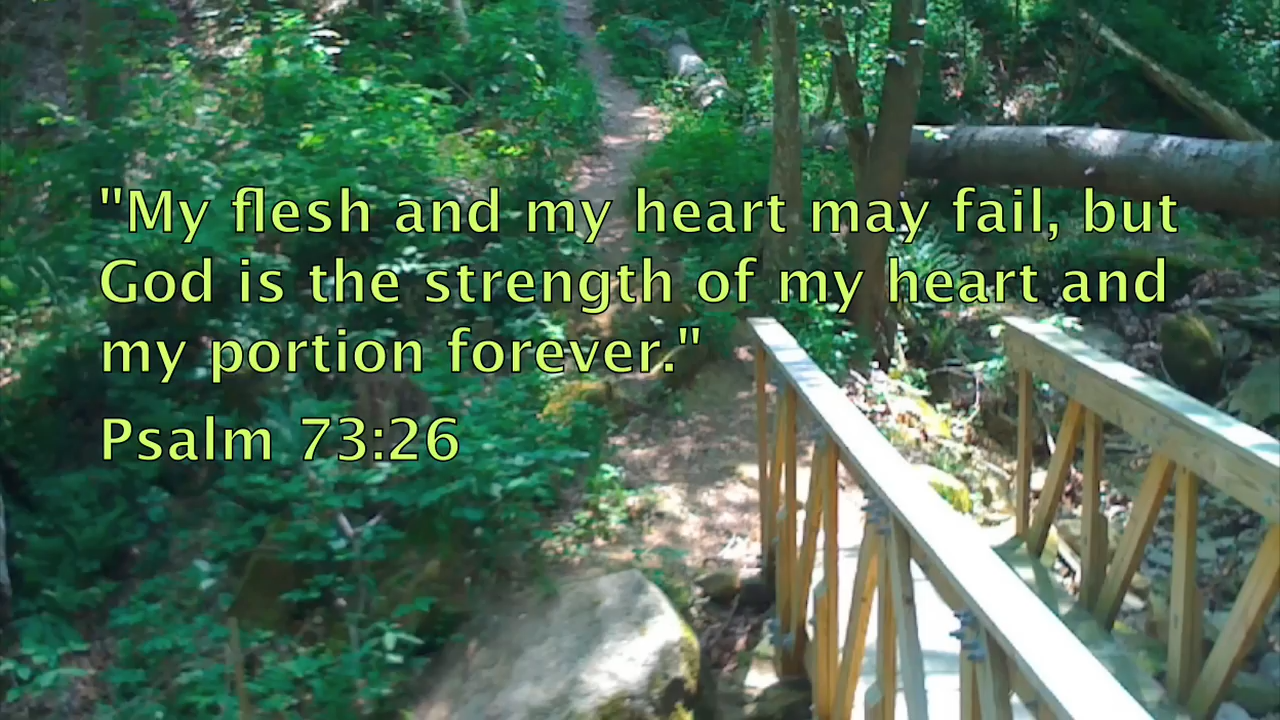 "My flesh and my heart may fail, but
God is the strength of my heart and
my portion forever."
Psalm 73:26